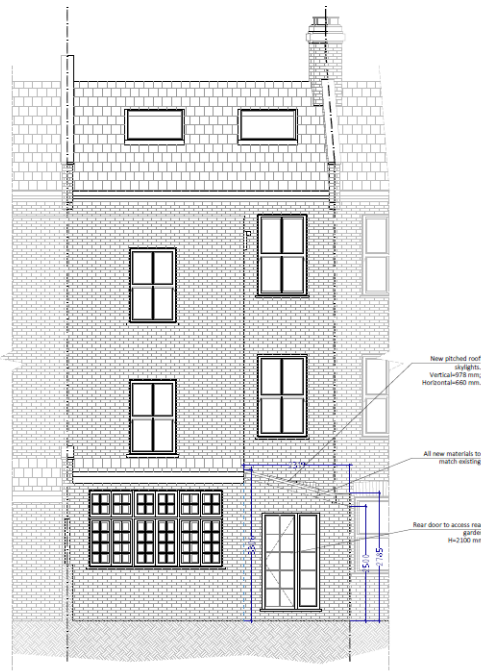 New pitched roof
skylights.
Vertical=978 mm;
Horizontal=660 mm.
All new materials to
match existing
Rear door to access rea
garde
H=2100 mr
2785